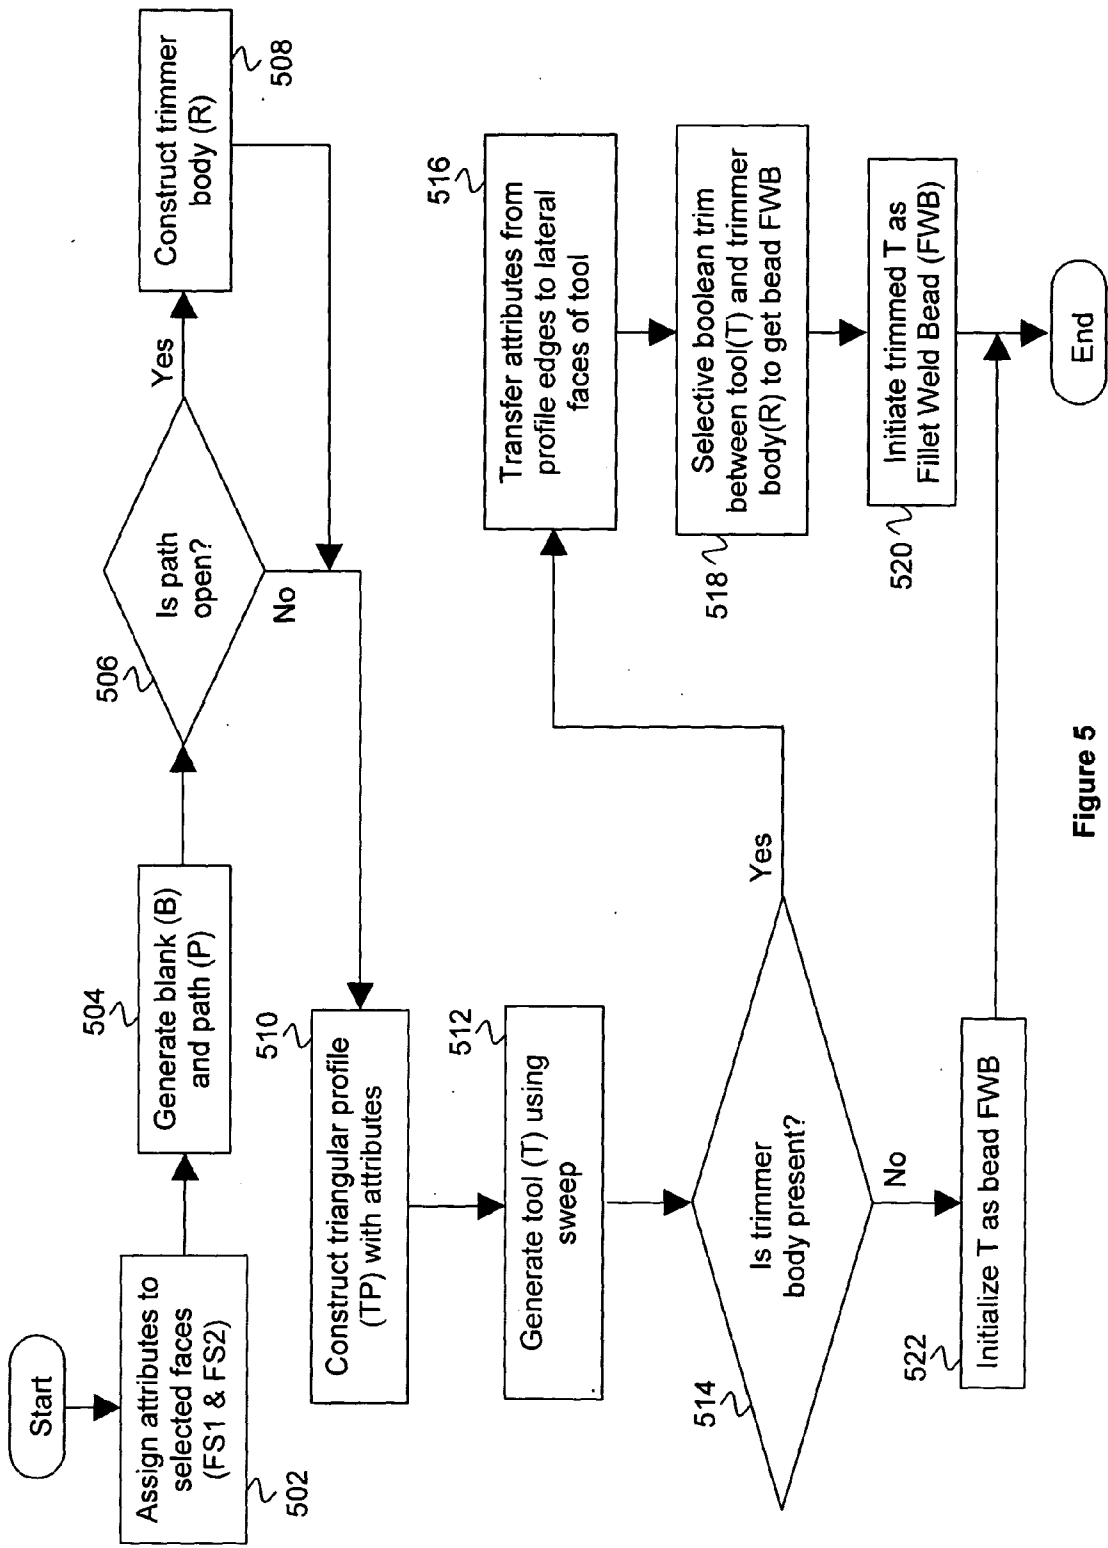 Start
Assign attributes to
selected faces
(FS1 & FS2)
502
504
Generate blank (B)
and path (P)
506
Is path
open?
Yes
No
Construct trimmer
body (R)
508
510
Construct triangular profile
(TP) with attributes
512
Generate tool (T) using
sweep
514
Is trimmer
body present?
Yes
No
516
Transfer attributes from
profile edges to lateral
faces of tool
518
Selective boolean trim
between tool(T) and trimmer
body(R) to get bead FWB
520
Initiate trimmed T as
Fillet Weld Bead (FWB)
522
Initialize T as bead FWB
End
Figure 5